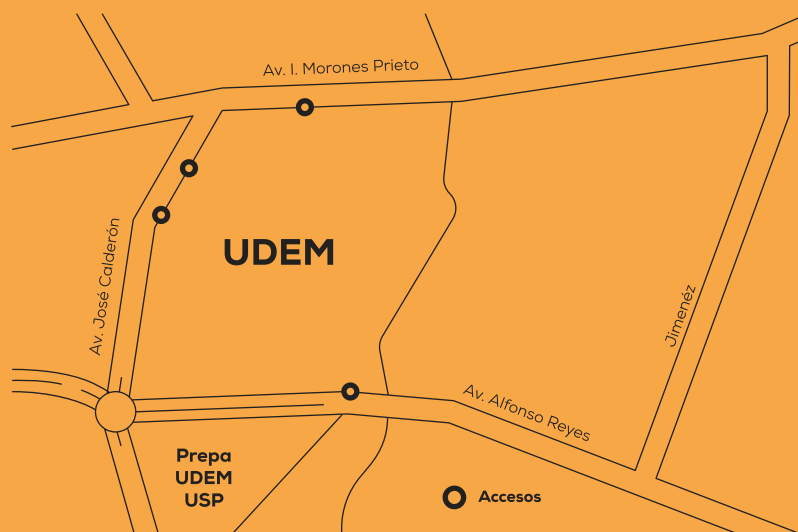 Av. I. Morones Prieto
UDEM
Av. José Calderón
Jimenéz
Av. Alfonso Reyes
Prepa
UDEM
USP
Accesos